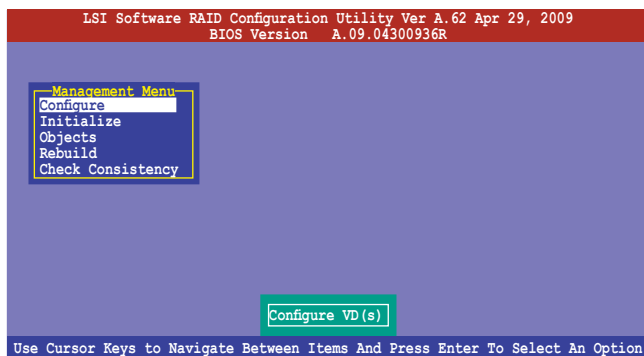 LSI Software RAID Configuration Utility Ver A.62 Apr 29, 2009
BIOS Version A.09.04300936R
Management Menu
Configure
Initialize
Objects
Rebuild
Check Consistency
Configure VD(s)
Use Cursor Keys to Navigate Between Items And Press Enter To Select An Option